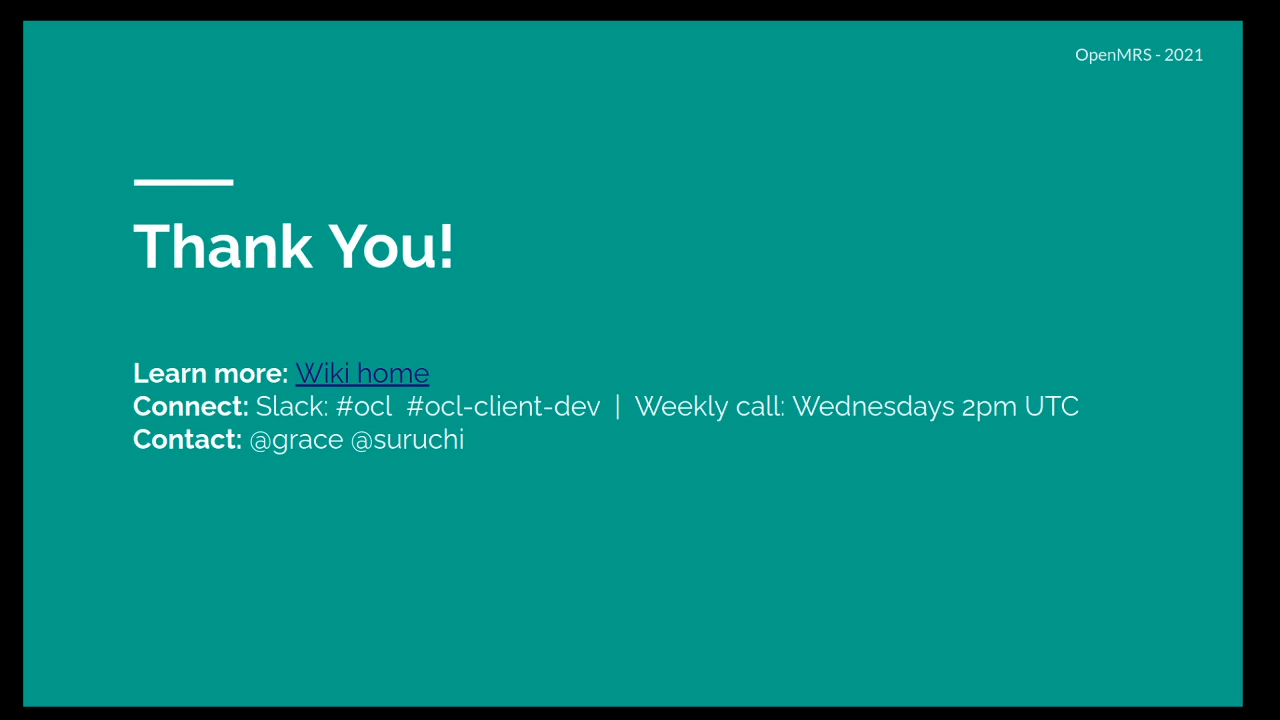 OpenMRS - 2021
Thank You!
Learn more: Wiki home
Connect: Slack: #ocl  #ocl-client-dev  |  Weekly call: Wednesdays 2pm UTC
Contact: @grace @suruchi